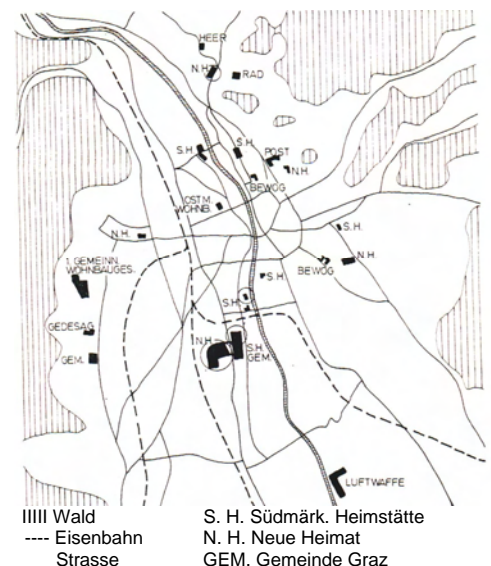 HEER
N.H.
RAD
S.H.
S.H.
POST
N.H.
BEWOG
OSTM.
WOHNB.
N.H.
S.H.
1. GEMEINN.
WOHNBAUGES.
BEWOG
N.H.
S.H.
S.H.
GEDESAG
GEM.
N.H.
S.H.
GEM.
LUFTWAFFE
IIIII Wald
S. H. Südmärk. Heimstätte
---- Eisenbahn
N. H. Neue Heimat
Strasse
GEM. Gemeinde Graz